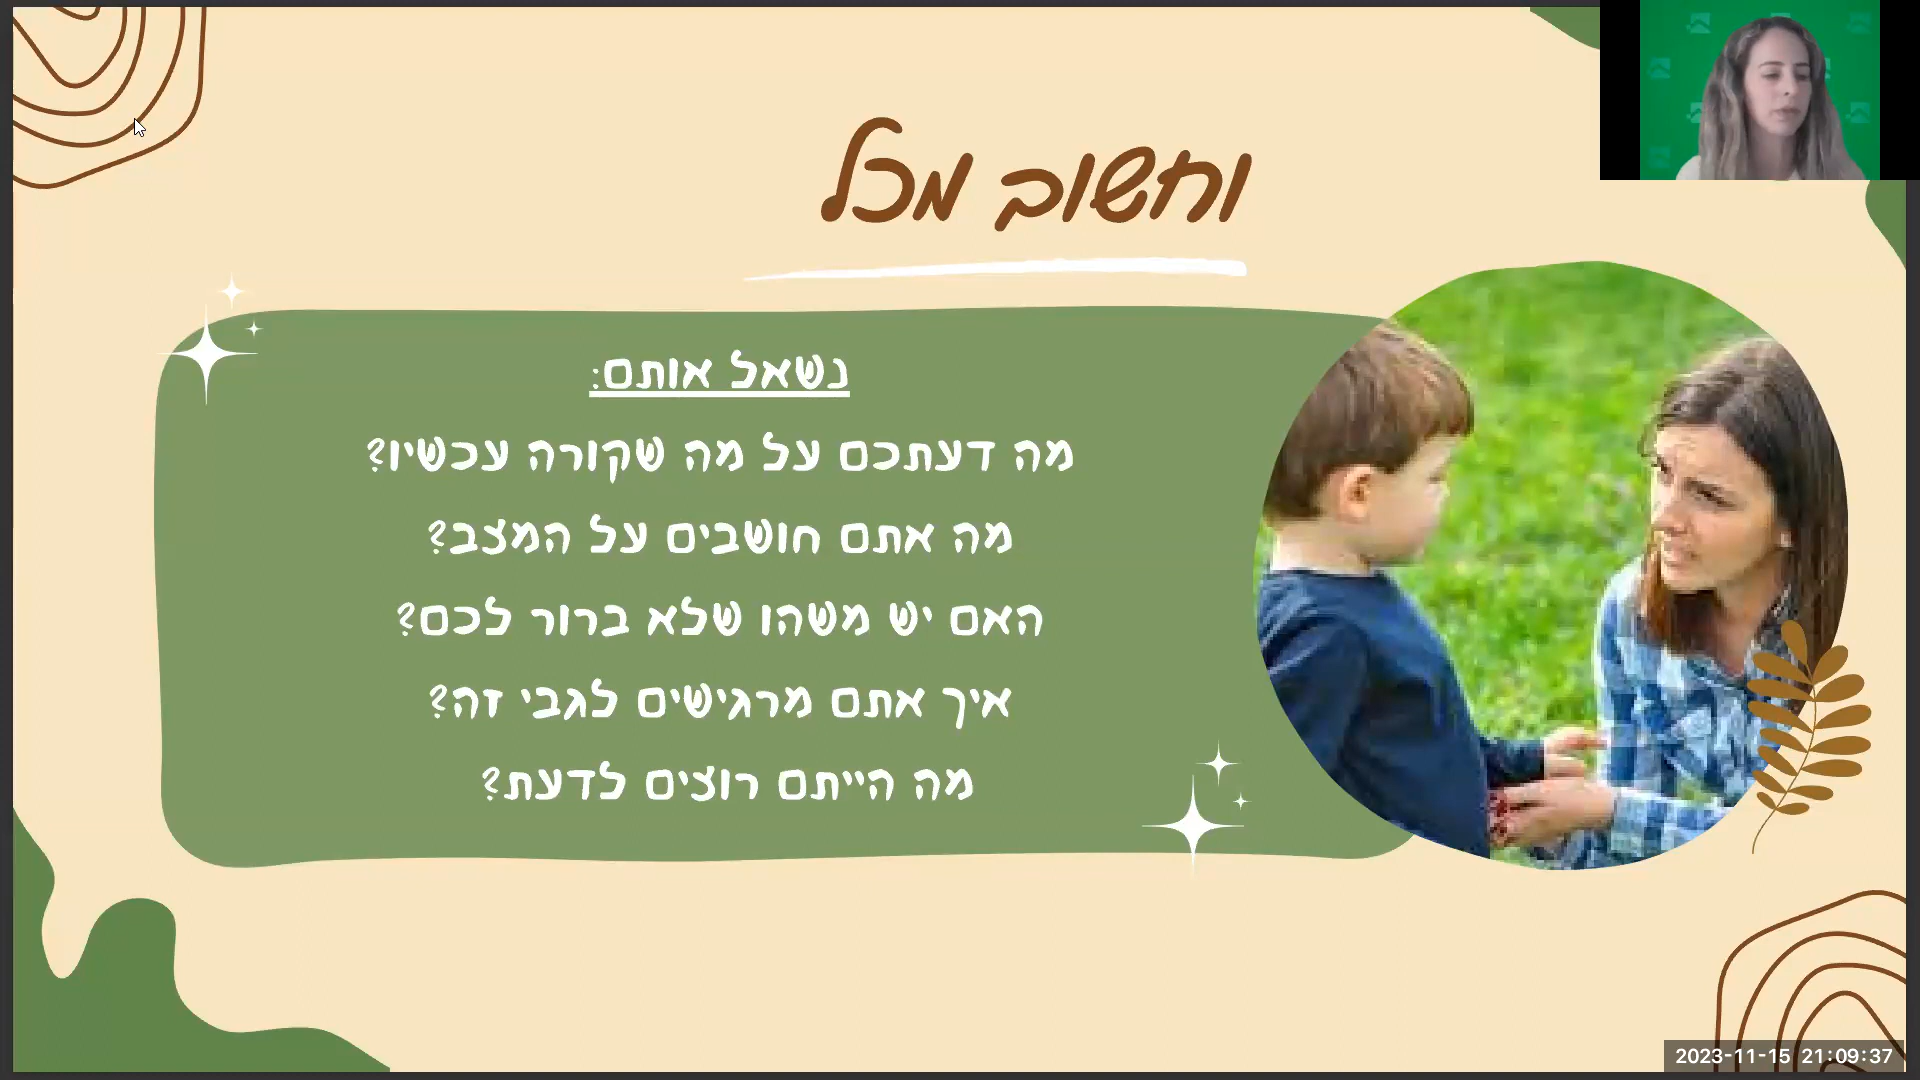 וחשוב מכל
נשאל אותם:
מה דעתכם על מה שקורה עכשיו?
מה אתם חושבים על המצב?
האם יש משהו שלא ברור לכם?
איך אתם מרגישים לגבי זה?
מה הייתם רוצים לדעת?
2023-11-15 21:09:37